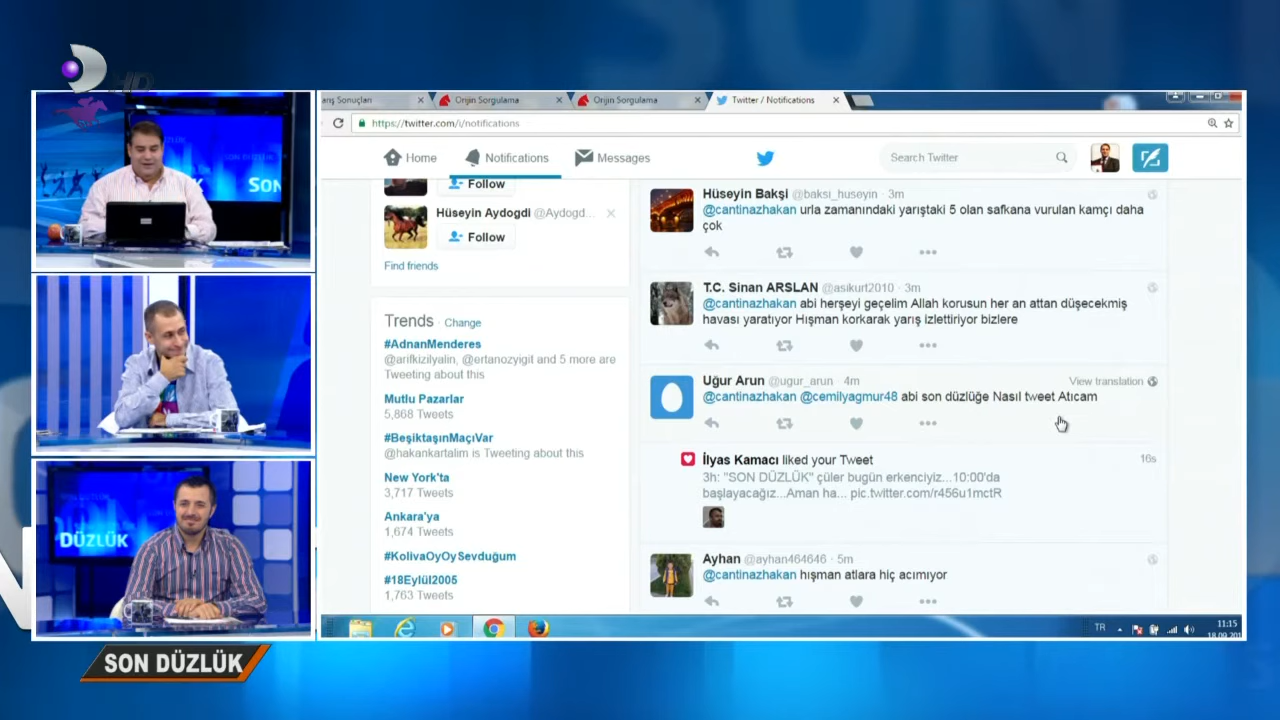 HD
arış Sonuçları
Orijin Sorgulama
Orijin Sorgulama
Twitter / Notifications
https://twitter.com/i/notifications
Home
Notifications
Messages
Search Twitter
Follow
Hüseyin Aydogdi @Aydogd...
Follow
Find friends
Trends · Change
#AdnanMenderes
@arifkizilyalin, @ertanozyigit and 5 more are
Tweeting about this
Mutlu Pazarlar
5,868 Tweets
#BeşiktaşınMaçıVar
@hakankartalim is Tweeting about this
New York'ta
3,717 Tweets
Ankara'ya
1,674 Tweets
#KolivaOyOySevduğum
#18Eylül2005
1,763 Tweets
Hüseyin Bakşi @baksi_huseyin · 3m
@cantinazhakan urla zamanındaki yarıştaki 5 olan safkana vurulan kamçı daha
çok
T.C. Sinan ARSLAN @asikurt2010 · 3m
@cantinazhakan abi herşeyi geçelim Allah korusun her an attan düşecekmiş
havası yaratıyor Hışman korkarak yarış izlettiriyor bizlere
Uğur Arun @ugur_arun · 4m
View translation
@cantinazhakan @cemilyagmur48 abi son düzlüğe Nasıl tweet Atıcam
İlyas Kamacı liked your Tweet
16s
3h: "SON DÜZLÜK" çüler bugün erkenciyiz...10:00'da
başlayacağız...Aman ha... pic.twitter.com/r456u1mctR
Ayhan @ayhan464646 · 5m
@cantinazhakan hışman atlara hiç acımıyor
TR
11:15
18.09.201
SON
DÜZLÜK
SON DÜZLÜK